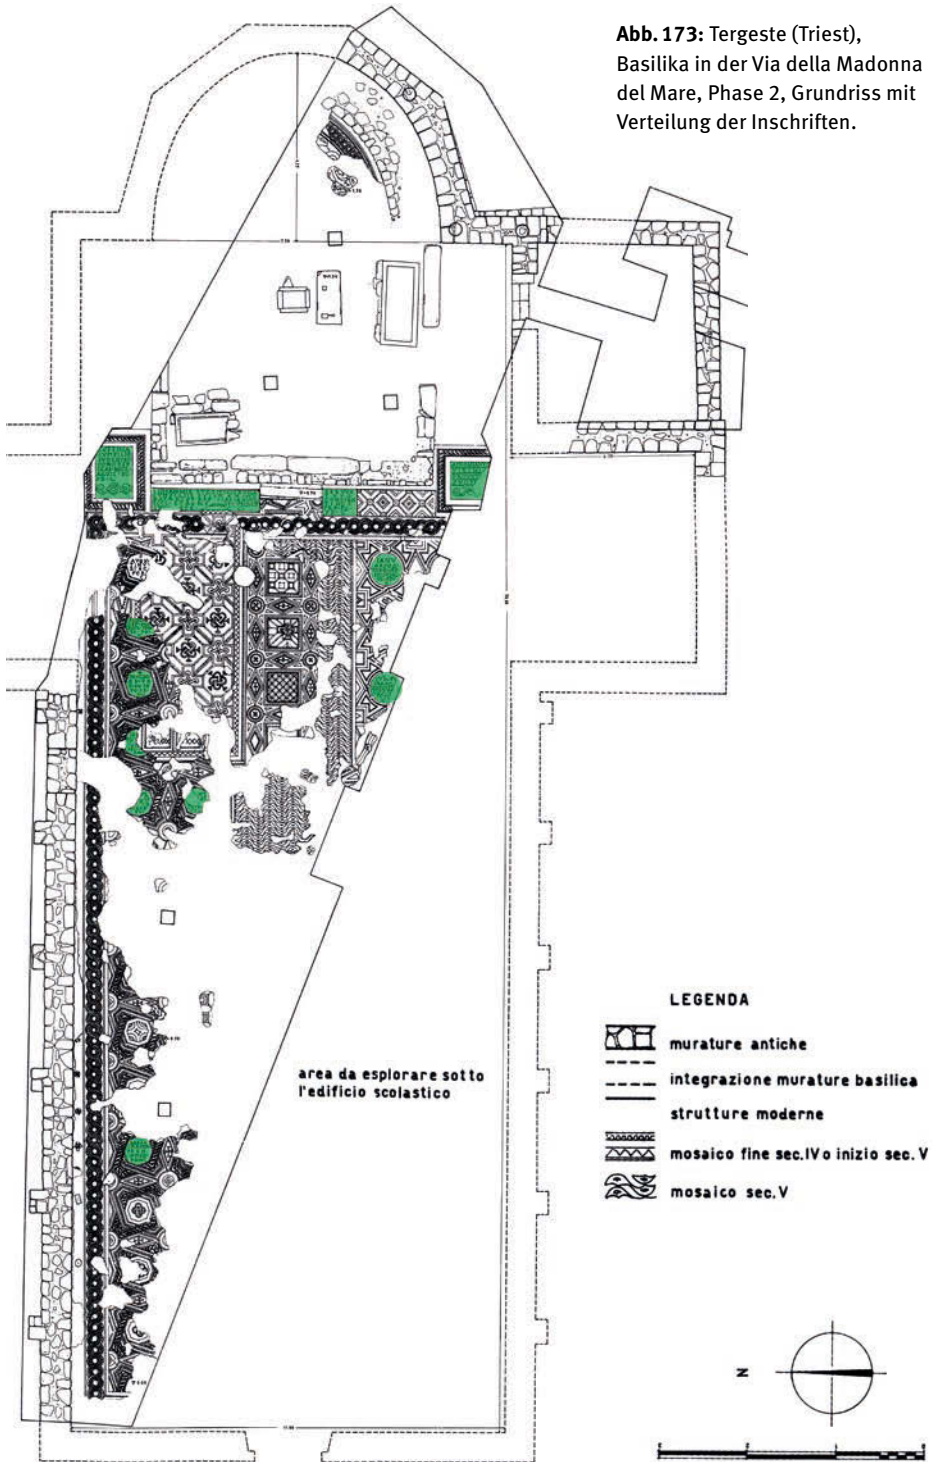 Abb. 173: Tergeste (Triest),
Basilika in der Via della Madonna
del Mare, Phase 2, Grundriss mit
Verteilung der Inschriften.
area da esplorare sotto
l'edificio scolastico
LEGENDA
murature antiche
integrazione murature basilica
strutture moderne
mosaico fine sec.IV o inizio sec. V
mosaico sec. V
N